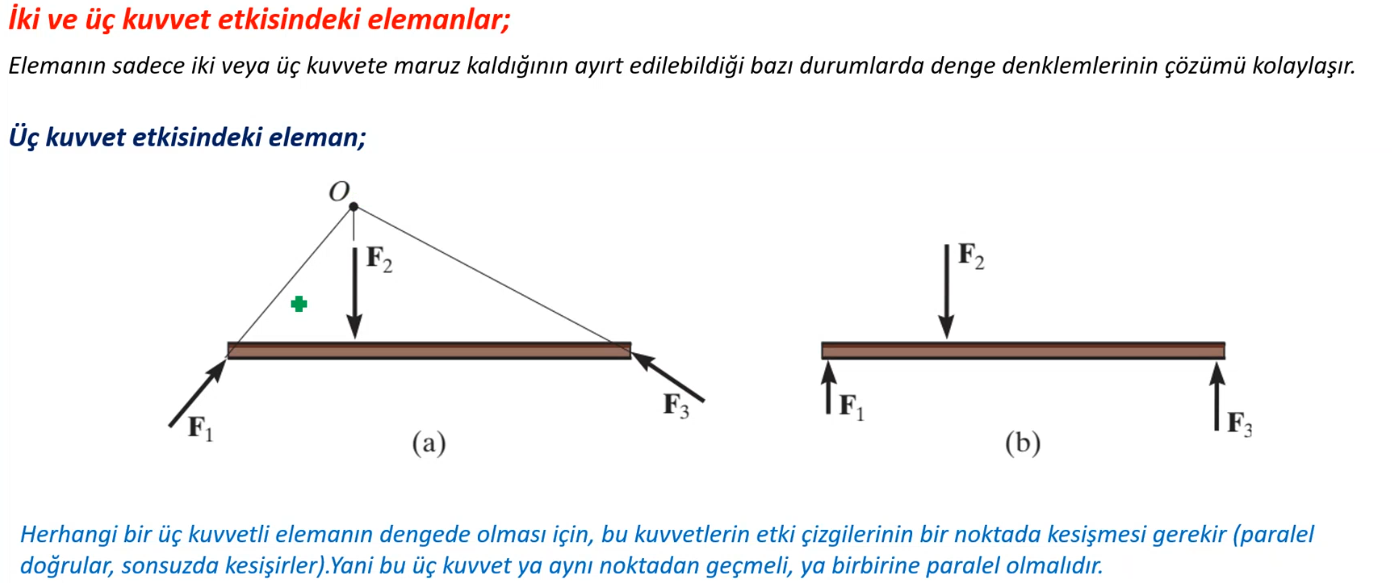 İki ve üç kuvvet etkisindeki elemanlar;
Elemanın sadece iki veya üç kuvvete maruz kaldığının ayırt edilebildiği bazı durumlarda denge denklemlerinin çözümü kolaylaşır.
Üç kuvvet etkisindeki eleman;
O
F₂
F₁
F₃
(a)
F₂
F₁
F₃
(b)
Herhangi bir üç kuvvetli elemanın dengede olması için, bu kuvvetlerin etki çizgilerinin bir noktada kesişmesi gerekir (paralel
doğrular, sonsuzda kesişirler).Yani bu üç kuvvet ya aynı noktadan geçmeli, ya birbirine paralel olmalıdır.